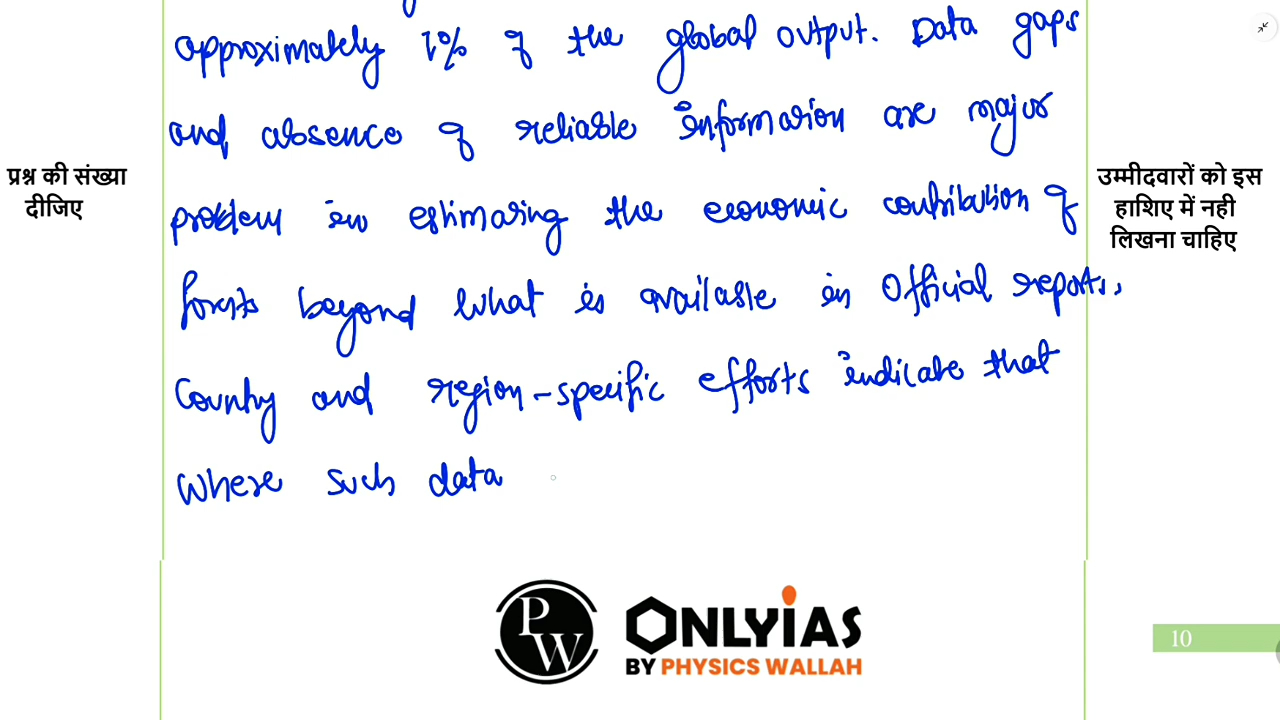 approximately 1% of the global output. Data gaps
and absence of reliable information are major
problem in estimating the economic contribution of
forests beyond what is available in official reports.
प्रश्न की संख्या
दीजिए
उम्मीदवारों को इस
हाशिए में नही
लिखना चाहिए
Country and region-specific efforts indicate that
Where such data
PW
ONLYIAS
BY PHYSICS WALLAH
10